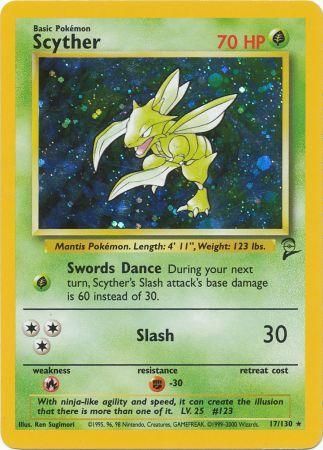 Basic Pokémon
Scyther 70 HP
Mantis Pokémon. Length: 4' 11", Weight: 123 lbs.
Swords Dance During your next
turn, Scyther's Slash attack's base damage
is 60 instead of 30.
2
Slash 30
weakness resistance retreat cost
-30
With ninja-like agility and speed, it can create the illusion
that there is more than one of it. LV. 25 #123
Illus. Ken Sugimori ©1995, 96, 98 Nintendo, Creatures, GAMEFREAK. ©1999-2000 Wizards. 17/130 ★